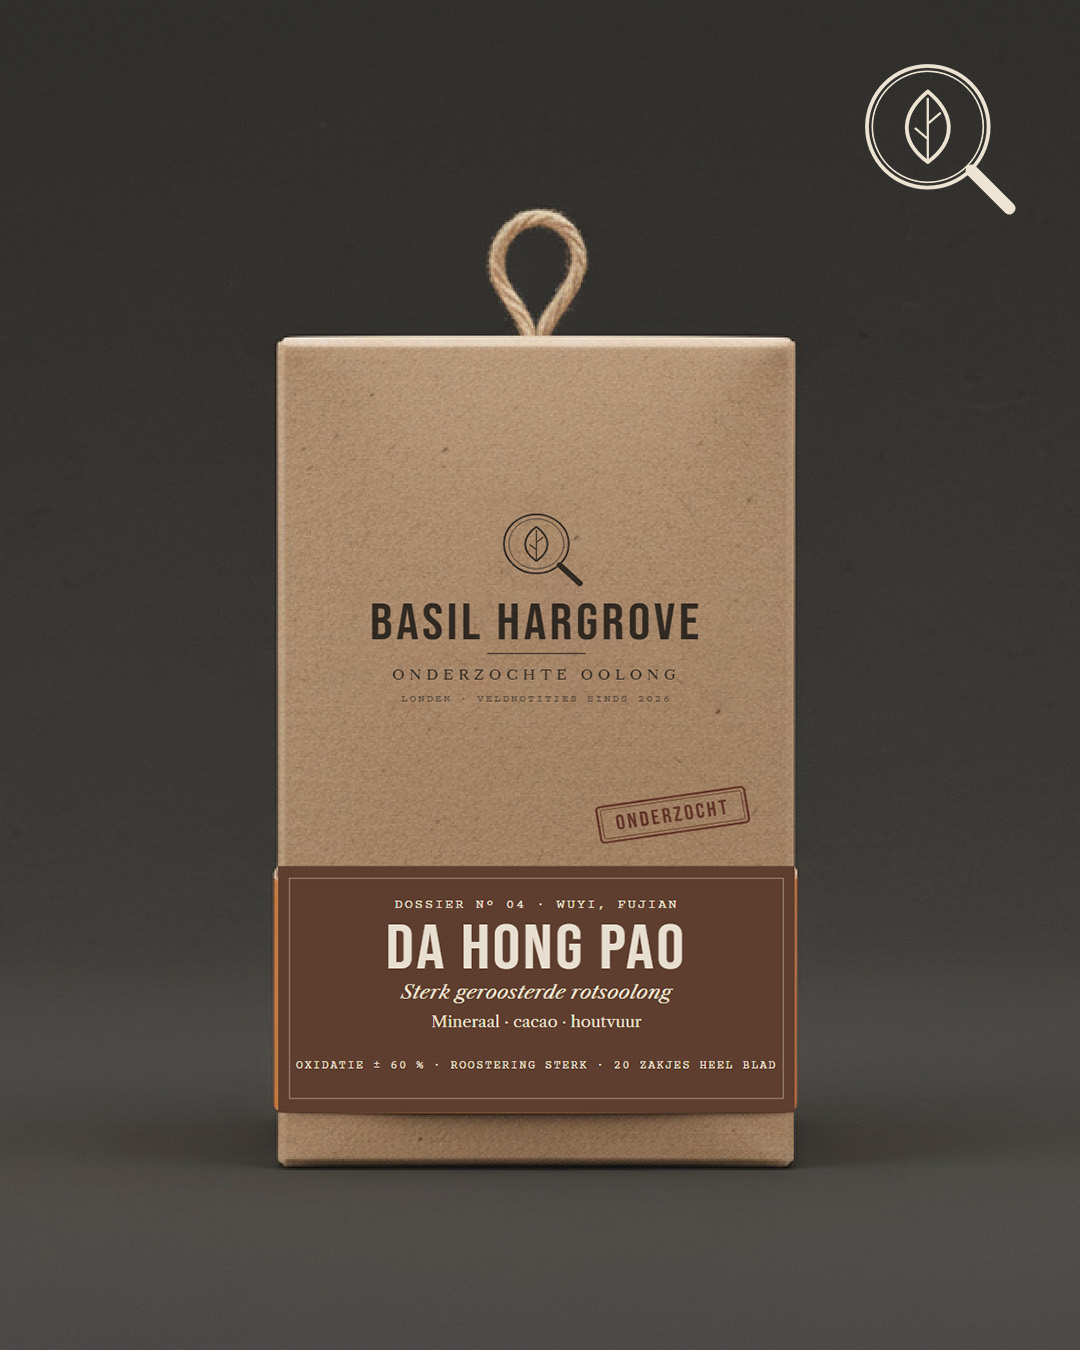 BASIL HARGROVE
ONDERZOCHTE OOLONG
LONDEN · VELDNOTITIES SINDS 2026
ONDERZOCHT
DOSSIER Nº 04 · WUYI, FUJIAN
DA HONG PAO
Sterk geroosterde rotsoolong
Mineraal · cacao · houtvuur
OXIDATIE ± 60 % · ROOSTERING STERK · 20 ZAKJES HEEL BLAD